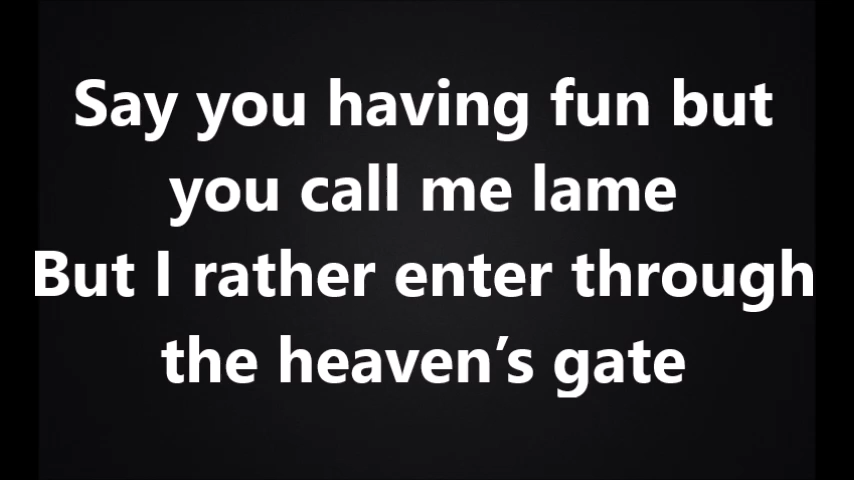 Say you having fun but
you call me lame
But I rather enter through
the heaven’s gate